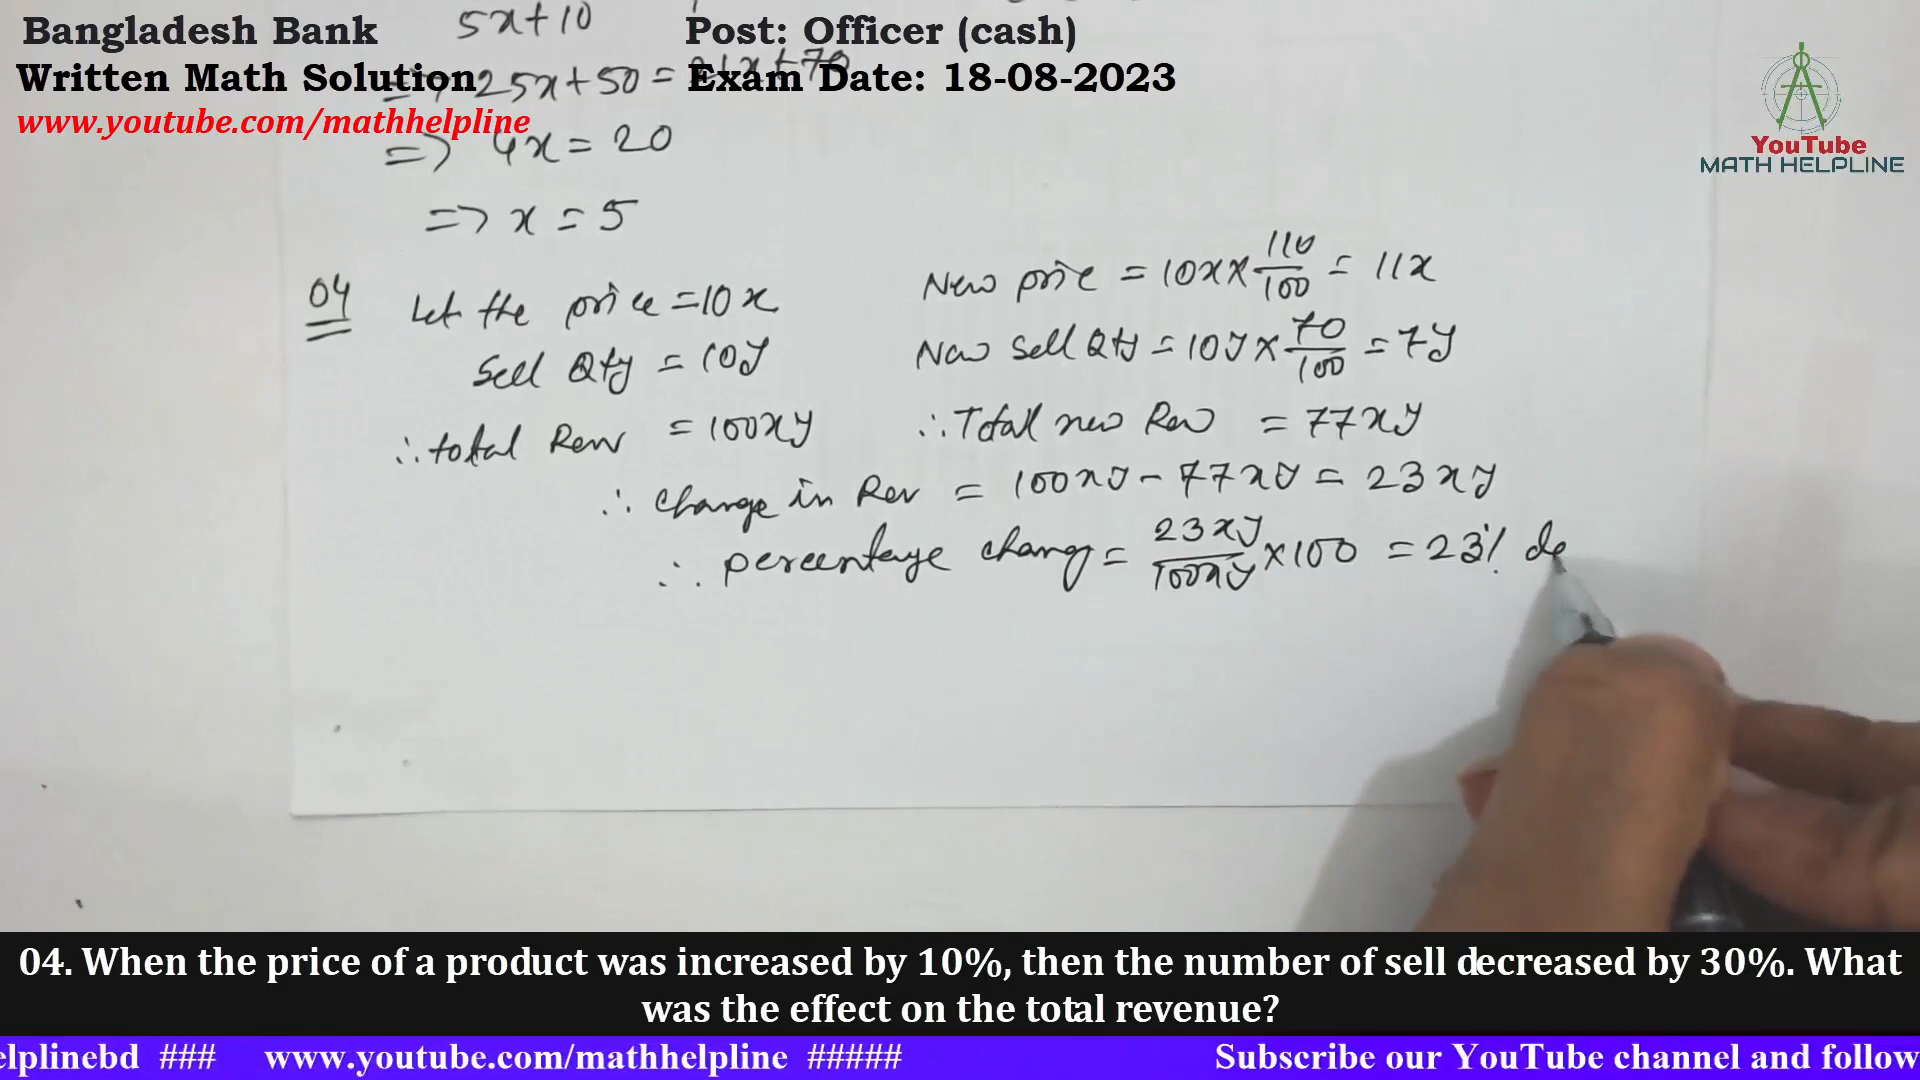 Bangladesh Bank
Post: Officer (cash)
Written Math Solution
Exam Date: 18-08-2023
www.youtube.com/mathhelpline
YouTube
MATH HELPLINE
5x+10
=> 25x+50 = 21x+70
=> 4x = 20
=> x = 5
04 Let the price = 10x
Sell Qty = 10y
∴ total Rev = 100xy
New price = 10x × 110/100 = 11x
New sell Qty = 10y × 70/100 = 7y
∴ Total new Rev = 77xy
∴ change in Rev = 100xy - 77xy = 23xy
∴ percentage change = 23xy/100xy × 100 = 23% de
04. When the price of a product was increased by 10%, then the number of sell decreased by 30%. What
was the effect on the total revenue?
elplinebd ### www.youtube.com/mathhelpline ##### Subscribe our YouTube channel and follow